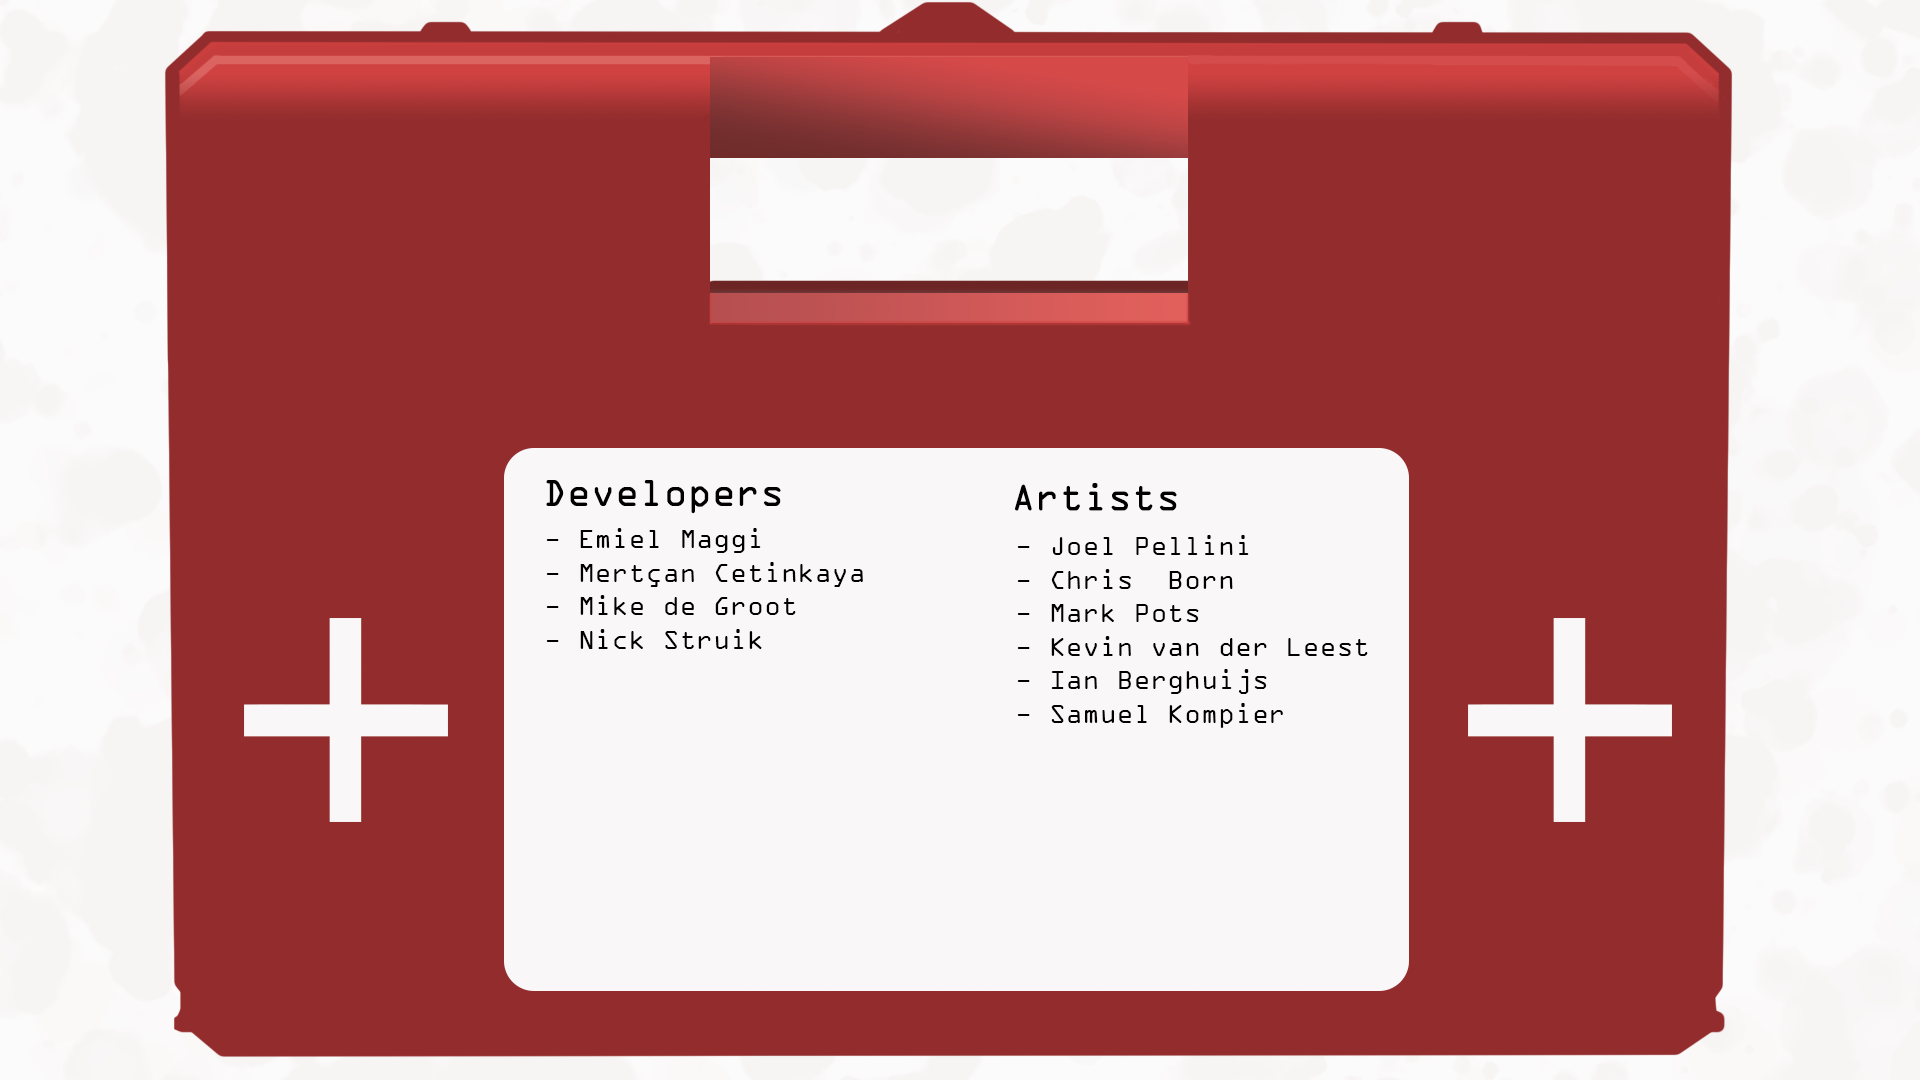 Developers
- Emiel Maggi
- Mertçan Cetinkaya
- Mike de Groot
- Nick Struik
Artists
- Joel Pellini
- Chris  Born
- Mark Pots
- Kevin van der Leest
- Ian Berghuijs
- Samuel Kompier